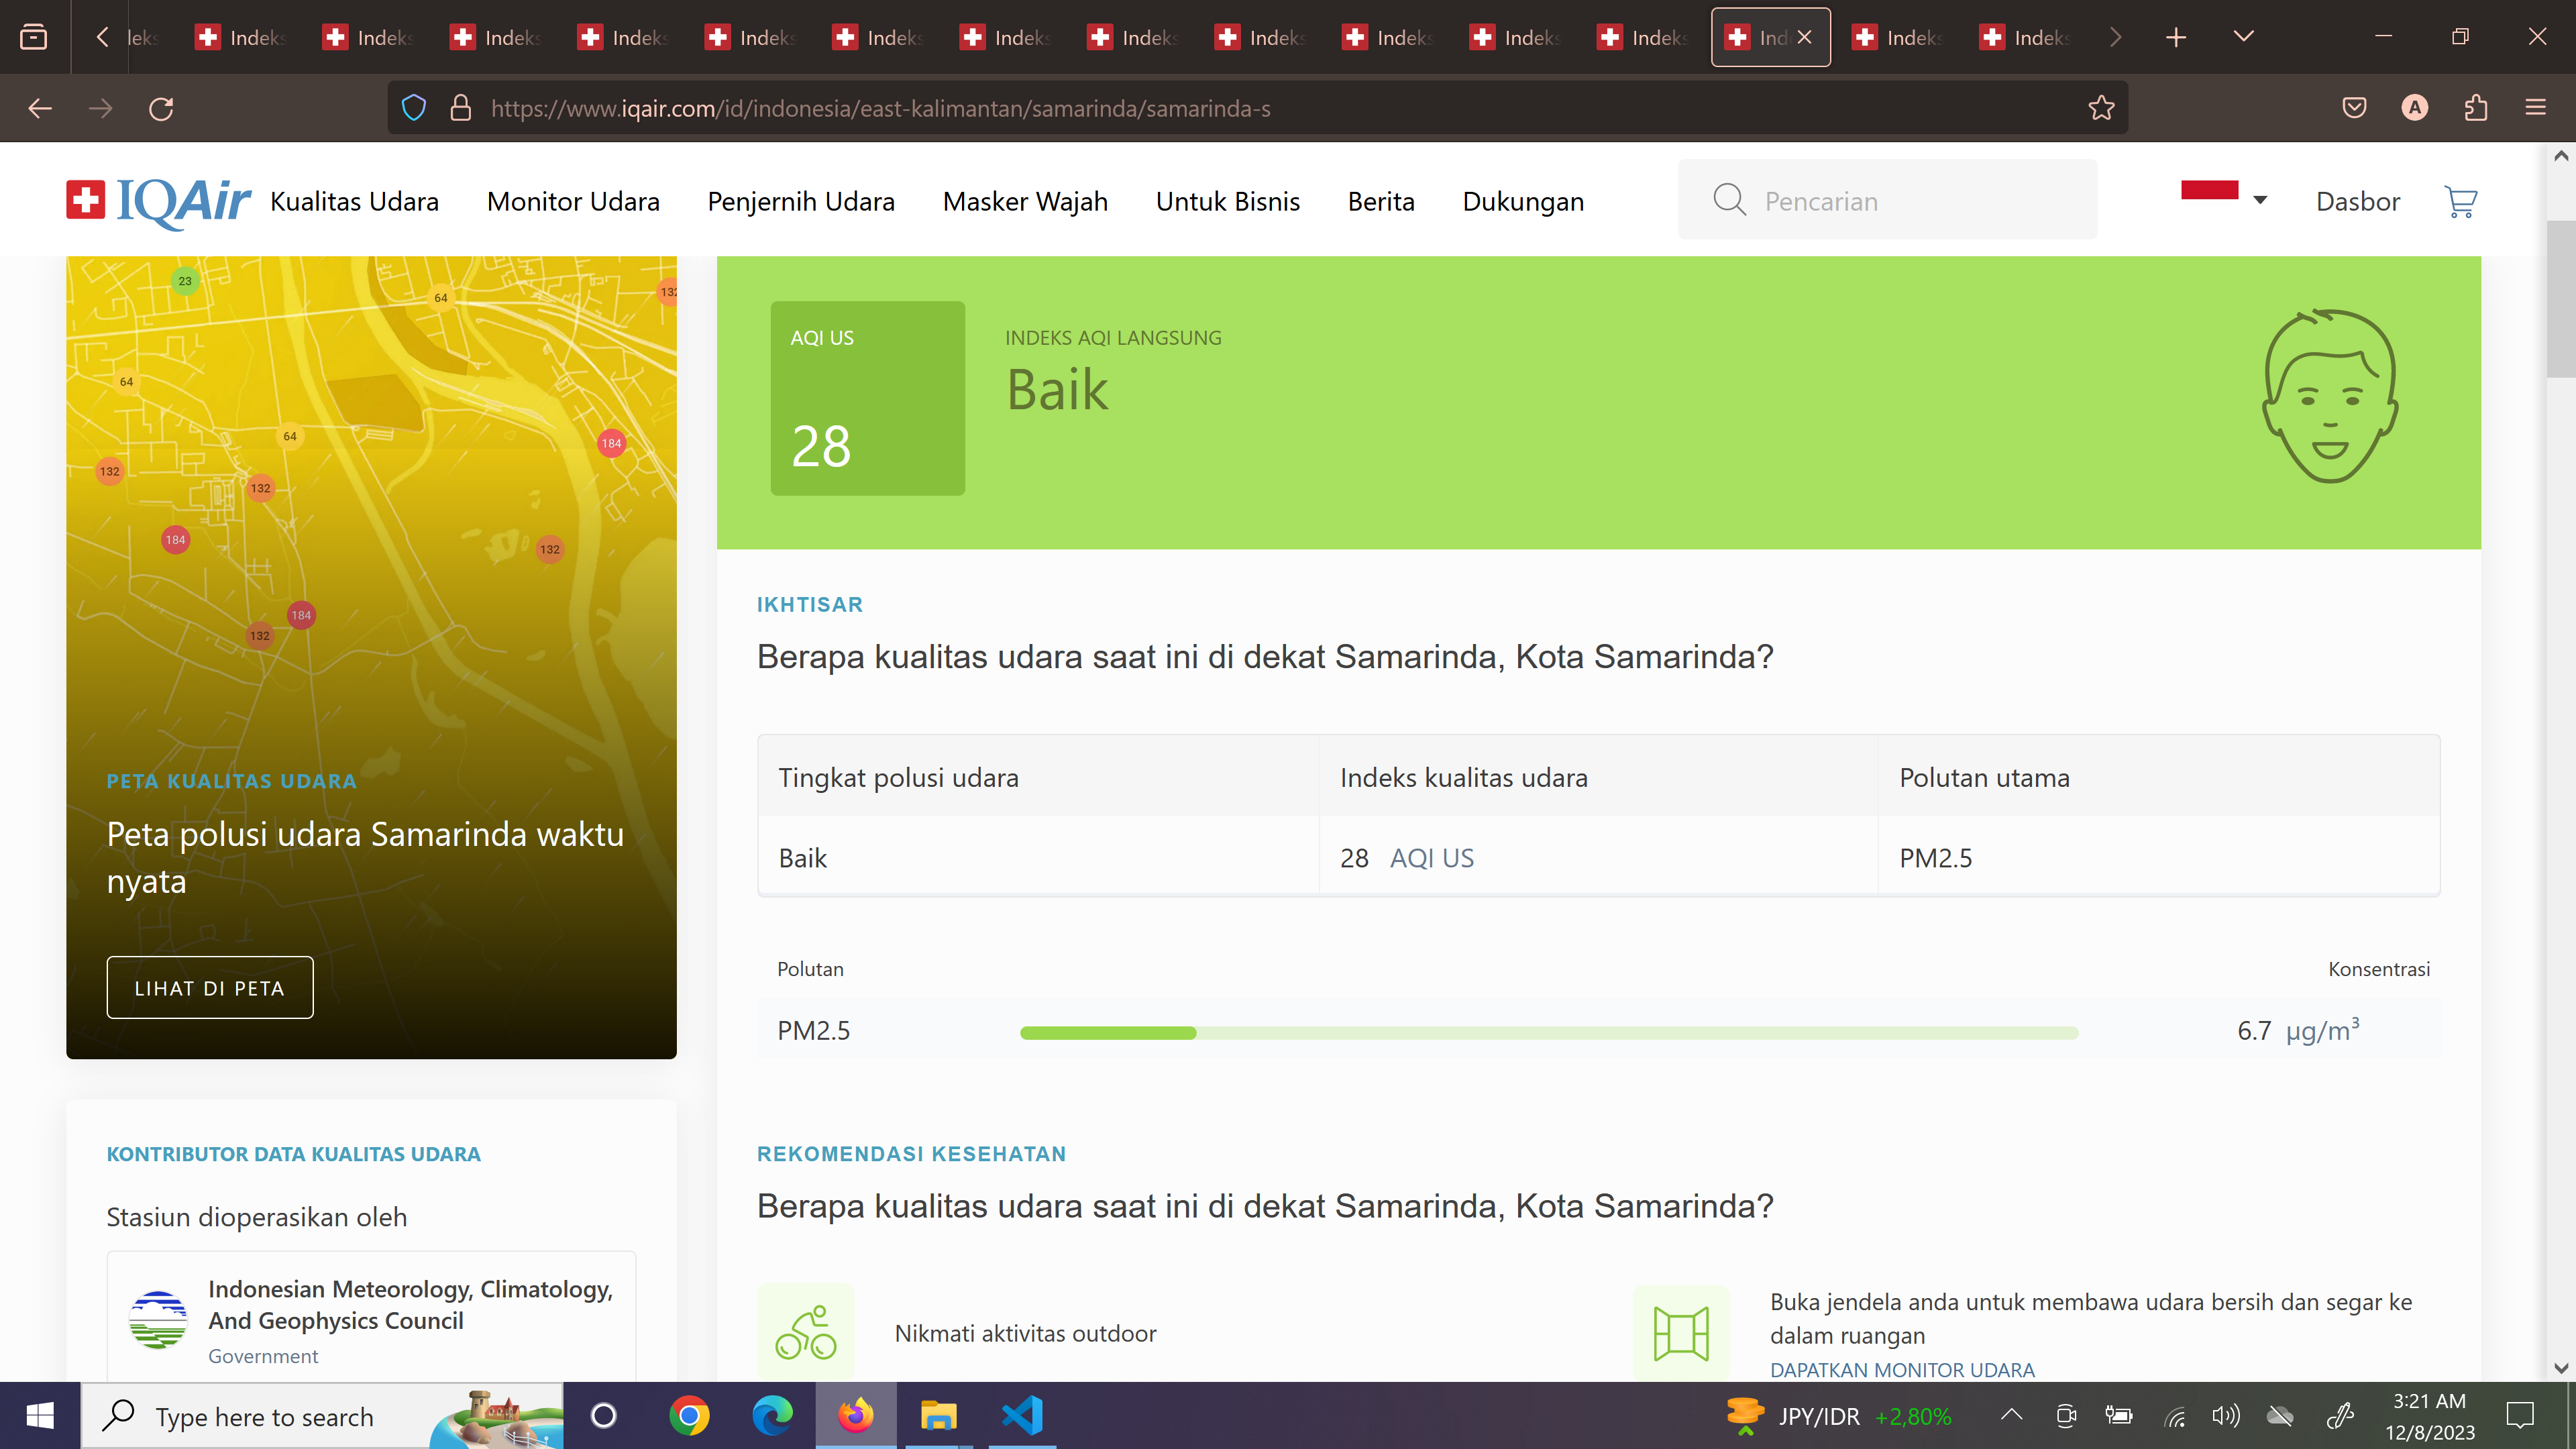 Indeks
Indeks
Indeks
Indeks
Indeks
Indeks
Indeks
Indeks
Indeks
Indeks
Indeks
Indeks
Ind
Indeks
Indeks
https://www.iqair.com/id/indonesia/east-kalimantan/samarinda/samarinda-s
A
IQAir
Kualitas Udara
Monitor Udara
Penjernih Udara
Masker Wajah
Untuk Bisnis
Berita
Dukungan
Pencarian
Dasbor
23
64
132
64
64
184
132
132
184
132
184
132
PETA KUALITAS UDARA
Peta polusi udara Samarinda waktu
nyata
LIHAT DI PETA
KONTRIBUTOR DATA KUALITAS UDARA
Stasiun dioperasikan oleh
Indonesian Meteorology, Climatology,
And Geophysics Council
Government
AQI US
28
INDEKS AQI LANGSUNG
Baik
IKHTISAR
Berapa kualitas udara saat ini di dekat Samarinda, Kota Samarinda?
Tingkat polusi udara Indeks kualitas udara Polutan utama
Baik 28 AQI US PM2.5
Polutan Konsentrasi
PM2.5 6.7 µg/m³
REKOMENDASI KESEHATAN
Berapa kualitas udara saat ini di dekat Samarinda, Kota Samarinda?
Nikmati aktivitas outdoor
Buka jendela anda untuk membawa udara bersih dan segar ke
dalam ruangan
DAPATKAN MONITOR UDARA
Type here to search
JPY/IDR +2,80%
3:21 AM
12/8/2023